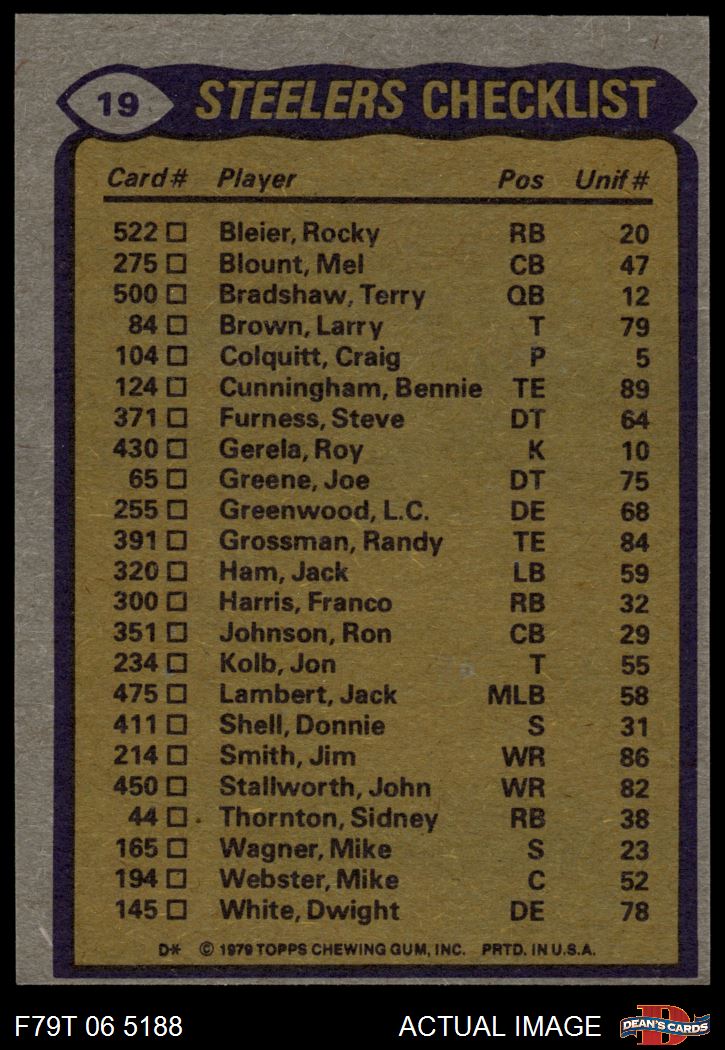 19 STEELERS CHECKLIST
Card# Player Pos Unif#
522 □ Bleier, Rocky RB 20
275 □ Blount, Mel CB 47
500 □ Bradshaw, Terry QB 12
84 □ Brown, Larry T 79
104 □ Colquitt, Craig P 5
124 □ Cunningham, Bennie TE 89
371 □ Furness, Steve DT 64
430 □ Gerela, Roy K 10
65 □ Greene, Joe DT 75
255 □ Greenwood, L.C. DE 68
391 □ Grossman, Randy TE 84
320 □ Ham, Jack LB 59
300 □ Harris, Franco RB 32
351 □ Johnson, Ron CB 29
234 □ Kolb, Jon T 55
475 □ Lambert, Jack MLB 58
411 □ Shell, Donnie S 31
214 □ Smith, Jim WR 86
450 □ Stallworth, John WR 82
44 □ Thornton, Sidney RB 38
165 □ Wagner, Mike S 23
194 □ Webster, Mike C 52
145 □ White, Dwight DE 78
D* © 1979 TOPPS CHEWING GUM, INC. PRTD. IN U.S.A.
F79T 06 5188 ACTUAL IMAGE D DEAN'S CARDS